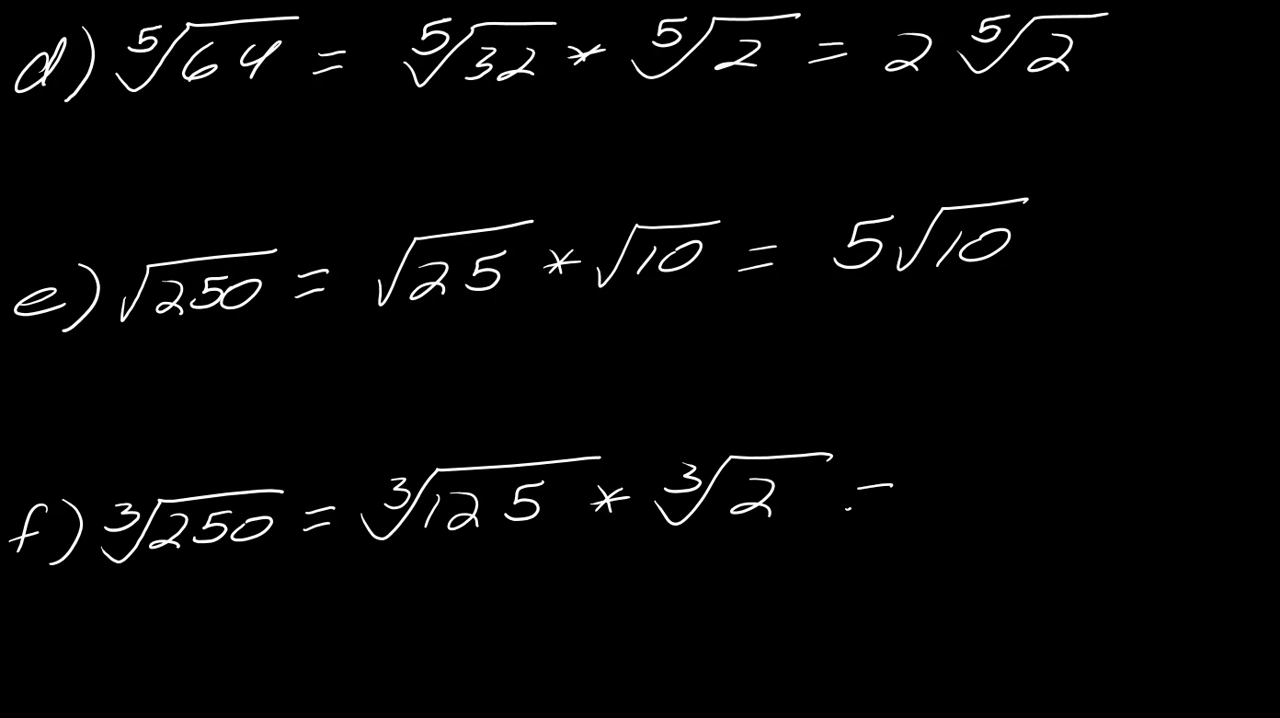 d) ⁵√64 = ⁵√32 * ⁵√2 = 2 ⁵√2
e) √250 = √25 * √10 = 5√10
f) ³√250 = ³√125 * ³√2 =